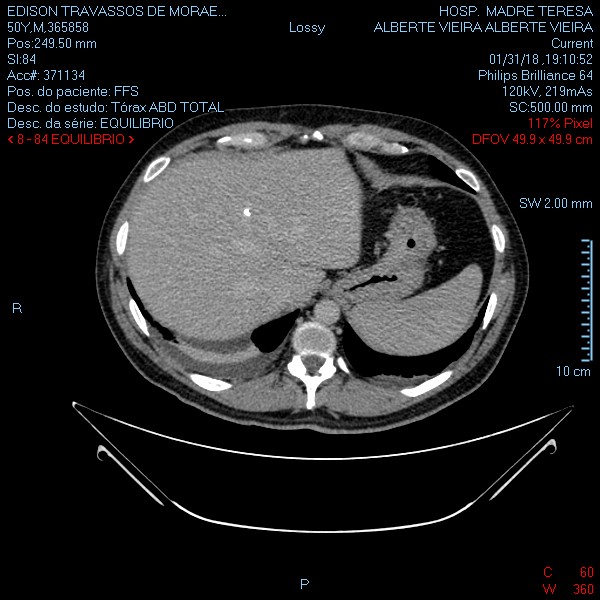 EDISON TRAVASSOS DE MORAE...
50Y,M,365858
Pos:249.50 mm
SI:84
Acc#: 371134
Pos. do paciente: FFS
Desc. do estudo: Tórax ABD TOTAL
Desc. da série: EQUILIBRIO
< 8 - 84 EQUILIBRIO >
Lossy
HOSP. MADRE TERESA
ALBERTE VIEIRA ALBERTE VIEIRA
Current
01/31/18 ,19:10:52
Philips Brilliance 64
120kV, 219mAs
SC:500.00 mm
117% Pixel
DFOV 49.9 x 49.9 cm
SW 2.00 mm
R
10 cm
P
C 60
W 360